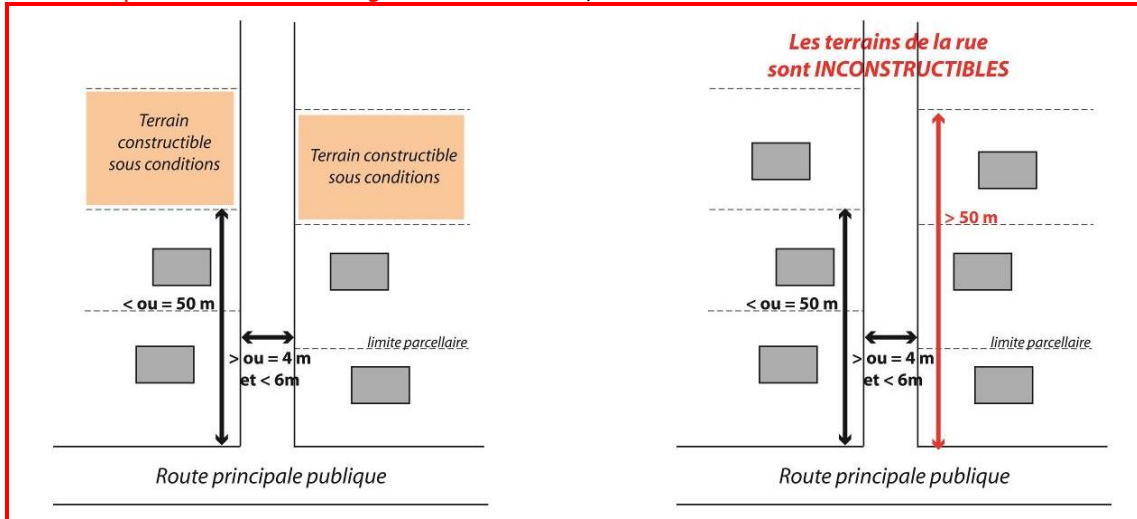 Terrain
constructible
sous conditions
Terrain constructible
sous conditions
< ou = 50 m
> ou = 4 m
et < 6m
limite parcellaire
Route principale publique
Les terrains de la rue
sont INCONSTRUCTIBLES
> 50 m
< ou = 50 m
> ou = 4 m
et < 6m
limite parcellaire
Route principale publique